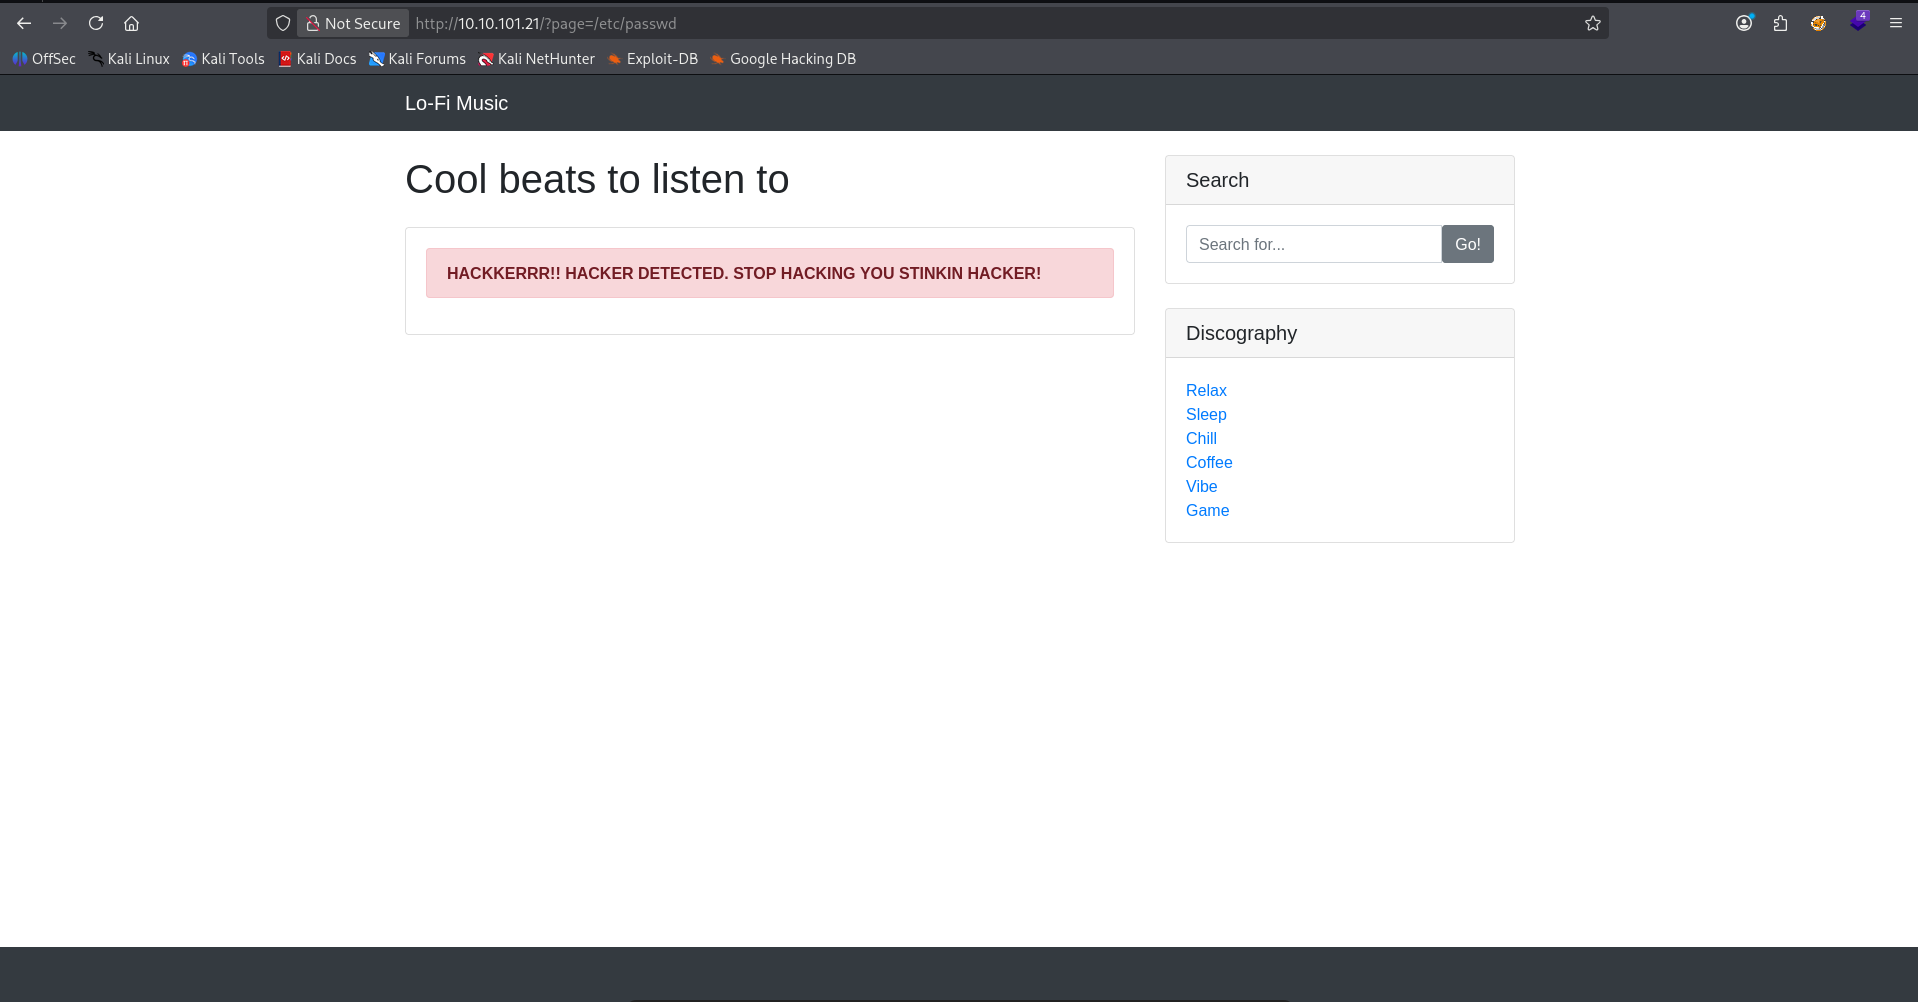 Not Secure http://10.10.101.21/?page=/etc/passwd 4
OffSec Kali Linux Kali Tools Kali Docs Kali Forums Kali NetHunter Exploit-DB Google Hacking DB
Lo-Fi Music
Cool beats to listen to
HACKKERRR!! HACKER DETECTED. STOP HACKING YOU STINKIN HACKER!
Search
Search for... Go!
Discography
Relax
Sleep
Chill
Coffee
Vibe
Game